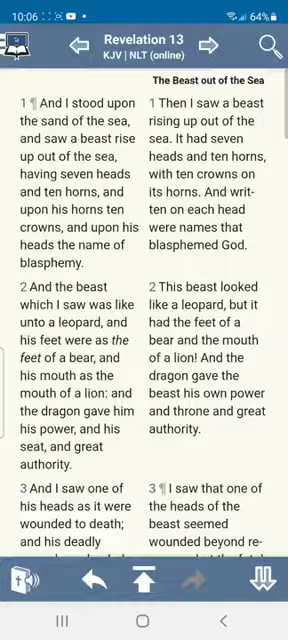 10:06
64%
Revelation 13
KJV | NLT (online)
The Beast out of the Sea
1 ¶ And I stood upon
the sand of the sea,
and saw a beast rise
up out of the sea,
having seven heads
and ten horns, and
upon his horns ten
crowns, and upon his
heads the name of
blasphemy.
1 Then I saw a beast
rising up out of the
sea. It had seven
heads and ten horns,
with ten crowns on
its horns. And writ-
ten on each head
were names that
blasphemed God.
2 And the beast
which I saw was like
unto a leopard, and
his feet were as the
feet of a bear, and
his mouth as the
mouth of a lion: and
the dragon gave him
his power, and his
seat, and great
authority.
2 This beast looked
like a leopard, but it
had the feet of a
bear and the mouth
of a lion! And the
dragon gave the
beast his own power
and throne and great
authority.
3 And I saw one of
his heads as it were
wounded to death;
and his deadly
3 ¶ I saw that one of
the heads of the
beast seemed
wounded beyond re-